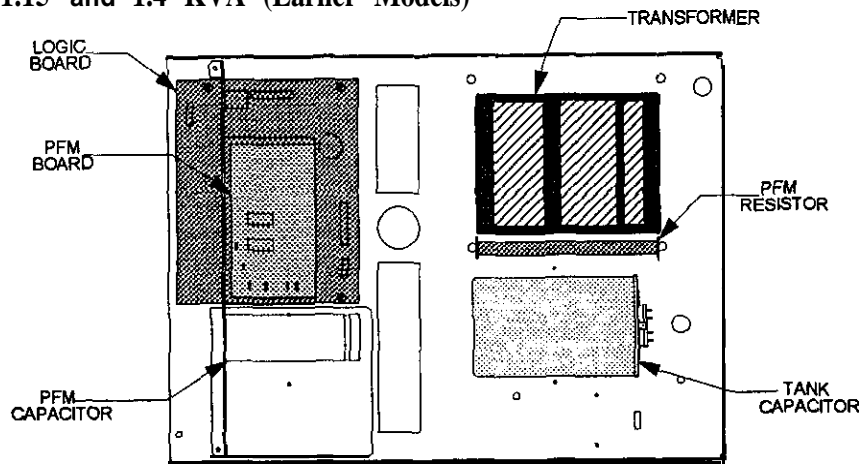 1.15 and 1.4 KVA (Earlier Models)
TRANSFORMER
LOGIC
BOARD
PFM
BOARD
PFM
RESISTOR
PFM
CAPACITOR
TANK
CAPACITOR